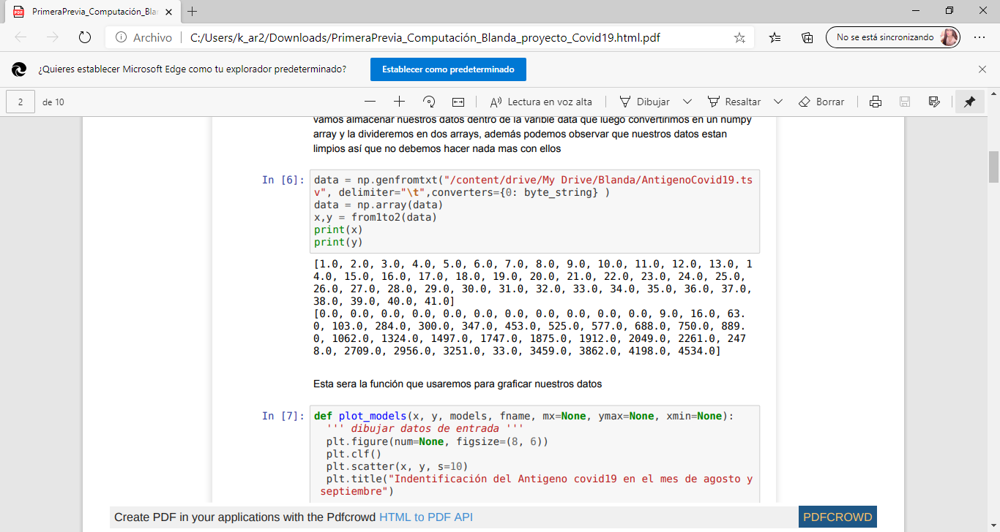 PrimeraPrevia_Computación_Bla
Archivo
C:/Users/k_ar2/Downloads/PrimeraPrevia_Computación_Blanda_proyecto_Covid19.html.pdf
No se está sincronizando
¿Quieres establecer Microsoft Edge como tu explorador predeterminado?
Establecer como predeterminado
2 de 10
Lectura en voz alta
Dibujar
Resaltar
Borrar
vamos almacenar nuestros datos dentro de la varible data que luego convertirimos en un numpy
array y la divideremos en dos arrays, además podemos observar que nuestros datos estan
limpios así que no debemos hacer nada mas con ellos
In [6]: data = np.genfromtxt("/content/drive/My Drive/Blanda/AntigenoCovid19.ts
v", delimiter="\t",converters={0: byte_string} )
data = np.array(data)
x,y = from1to2(data)
print(x)
print(y)
[1.0, 2.0, 3.0, 4.0, 5.0, 6.0, 7.0, 8.0, 9.0, 10.0, 11.0, 12.0, 13.0, 1
4.0, 15.0, 16.0, 17.0, 18.0, 19.0, 20.0, 21.0, 22.0, 23.0, 24.0, 25.0,
26.0, 27.0, 28.0, 29.0, 30.0, 31.0, 32.0, 33.0, 34.0, 35.0, 36.0, 37.0,
38.0, 39.0, 40.0, 41.0]
[0.0, 0.0, 0.0, 0.0, 0.0, 0.0, 0.0, 0.0, 0.0, 0.0, 0.0, 9.0, 16.0, 63.
0, 103.0, 284.0, 300.0, 347.0, 453.0, 525.0, 577.0, 688.0, 750.0, 889.
0, 1062.0, 1324.0, 1497.0, 1747.0, 1875.0, 1912.0, 2049.0, 2261.0, 247
8.0, 2709.0, 2956.0, 3251.0, 33.0, 3459.0, 3862.0, 4198.0, 4534.0]
Esta sera la función que usaremos para graficar nuestros datos
In [7]: def plot_models(x, y, models, fname, mx=None, ymax=None, xmin=None):
''' dibujar datos de entrada '''
plt.figure(num=None, figsize=(8, 6))
plt.clf()
plt.scatter(x, y, s=10)
plt.title("Indentificación del Antigeno covid19 en el mes de agosto y
septiembre")
Create PDF in your applications with the Pdfcrowd HTML to PDF API
PDFCROWD